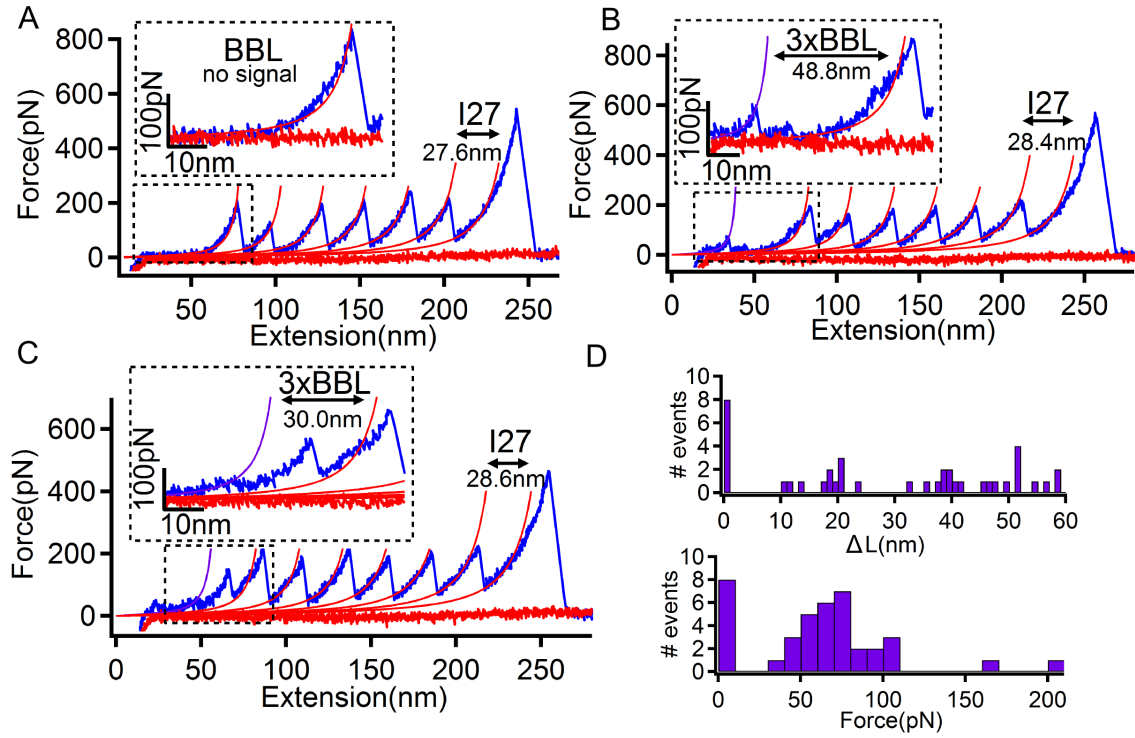 A
BBL
no signal
100pN
10nm
I27
27.6nm
Force(pN)
800
600
400
200
0
50
100
150
200
250
Extension(nm)
B
3xBBL
48.8nm
100pN
10nm
I27
28.4nm
Force(pN)
800
600
400
200
0
0
50
100
150
200
250
Extension(nm)
C
3xBBL
30.0nm
100pN
10nm
I27
28.6nm
Force(pN)
600
400
200
0
0
50
100
150
200
250
Extension(nm)
D
# events
10
8
6
4
2
0
0
10
20
30
40
50
60
ΔL(nm)
# events
10
8
6
4
2
0
0
50
100
150
200
Force(pN)